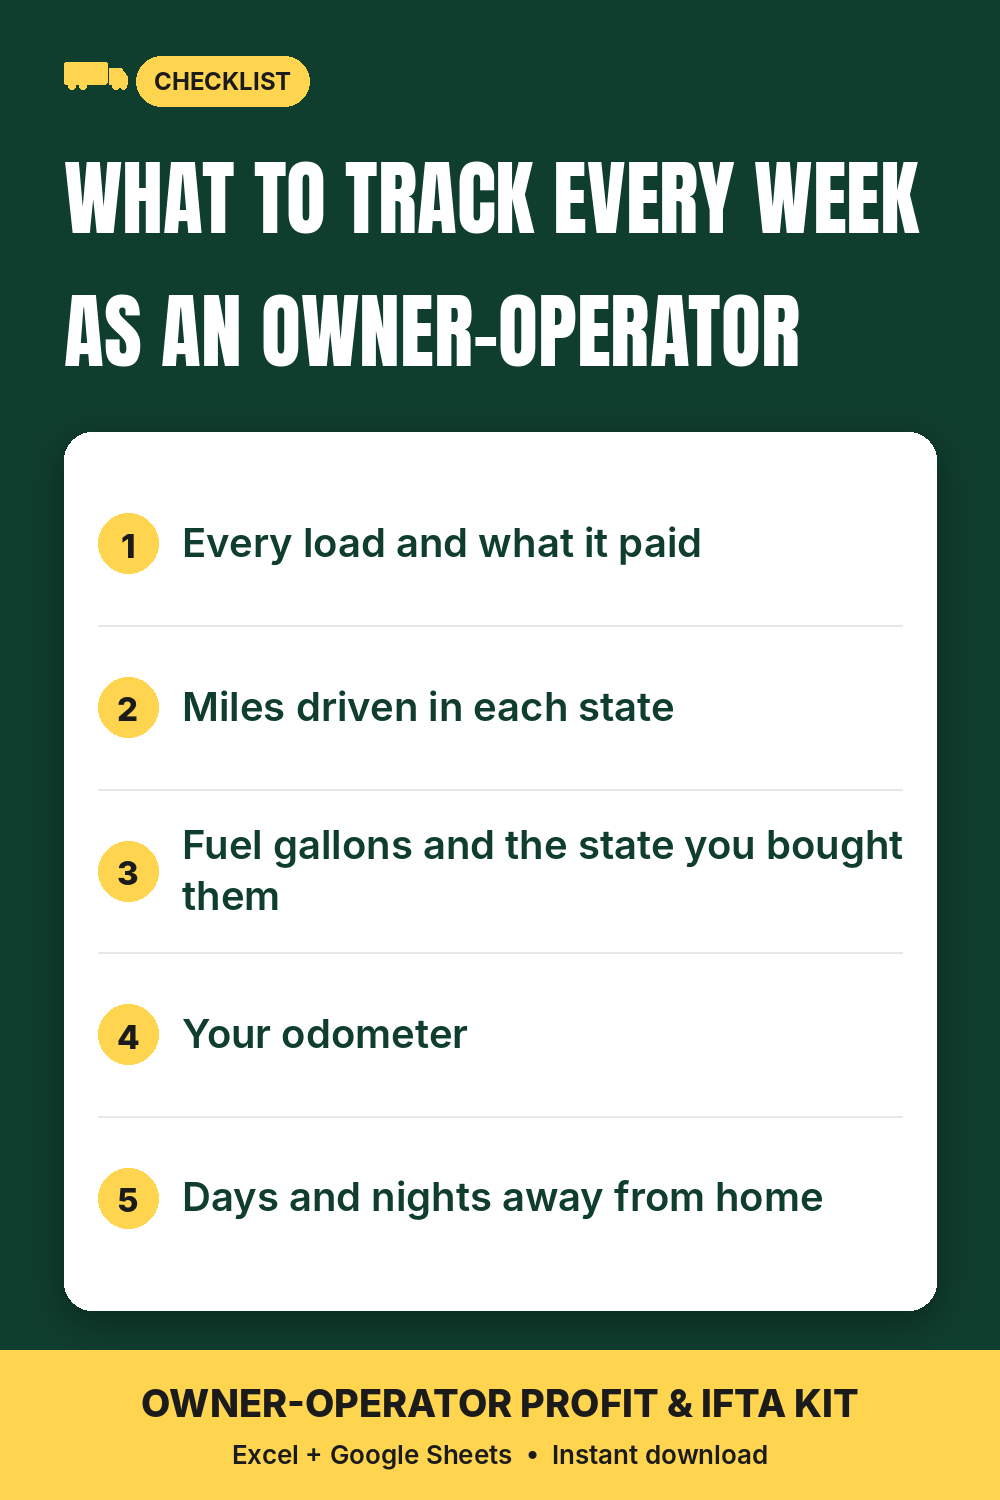 CHECKLIST
WHAT TO TRACK EVERY WEEK
AS AN OWNER-OPERATOR
1 Every load and what it paid
2 Miles driven in each state
3 Fuel gallons and the state you bought
them
4 Your odometer
5 Days and nights away from home
OWNER-OPERATOR PROFIT & IFTA KIT
Excel + Google Sheets • Instant download